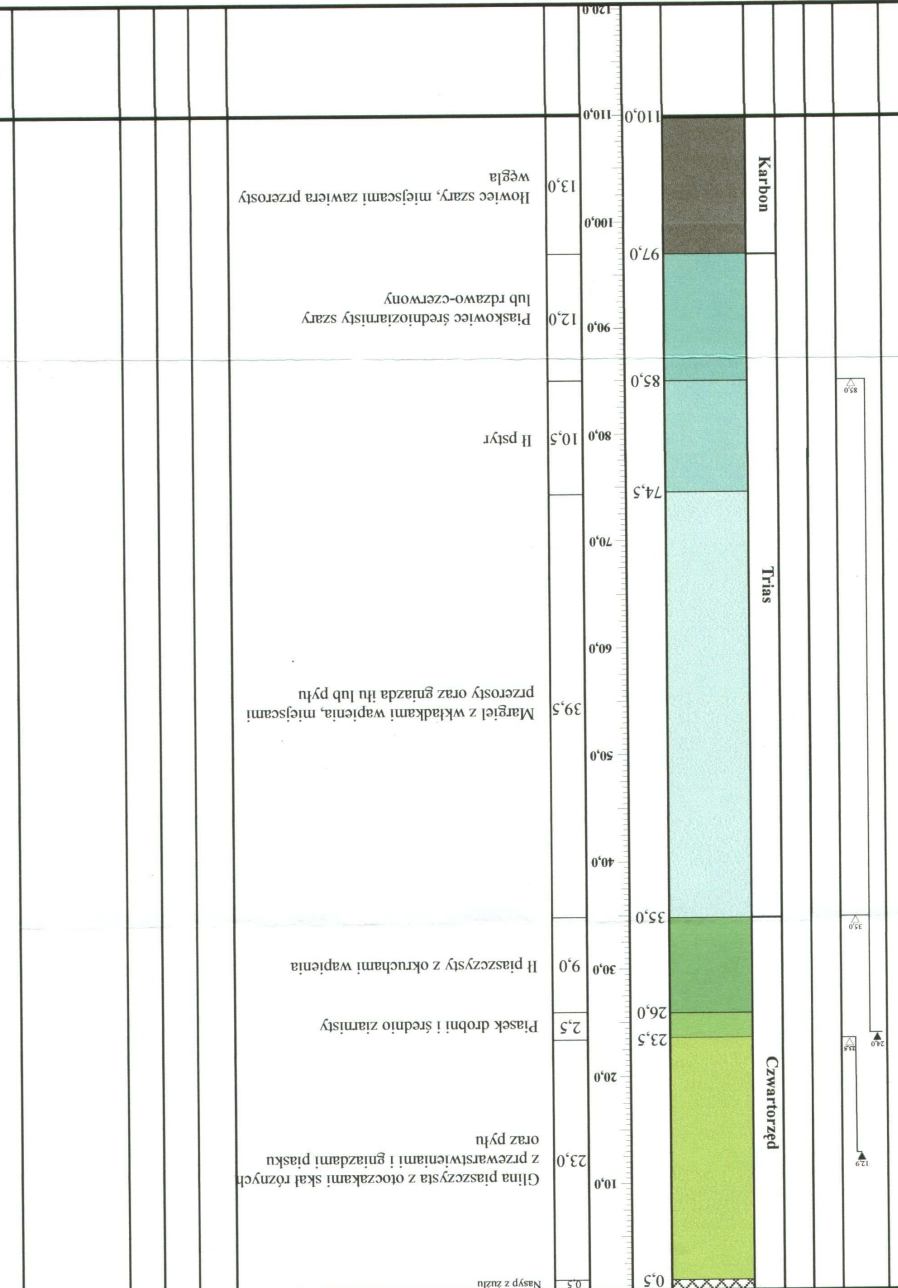 0,5
0,5
Nasyp z żużlu
10,0
12,9
Czwartorzęd
23,0
Glina piaszczysta z otoczakami skał różnych
z przewarstwieniami i gniazdami piasku
oraz pyłu
20,0
23,5
24,0
23,5
2,5
Piasek drobni i średnio ziarnisty
26,0
30,0
9,0
Ił piaszczysty z okruchami wapienia
35,0
35,0
40,0
50,0
39,5
Margiel z wkładkami wapienia, miejscami
przerosty oraz gniazda iłu lub pyłu
60,0
Trias
70,0
74,5
80,0
10,5
Ił pstyr
85,0
85,0
90,0
12,0
Piaskowiec średnioziarnisty szary
lub rdzawo-czerwony
97,0
100,0
Karbon
13,0
Iłowiec szary, miejscami zawiera przerosty
węgla
110,0
110,0
120,0